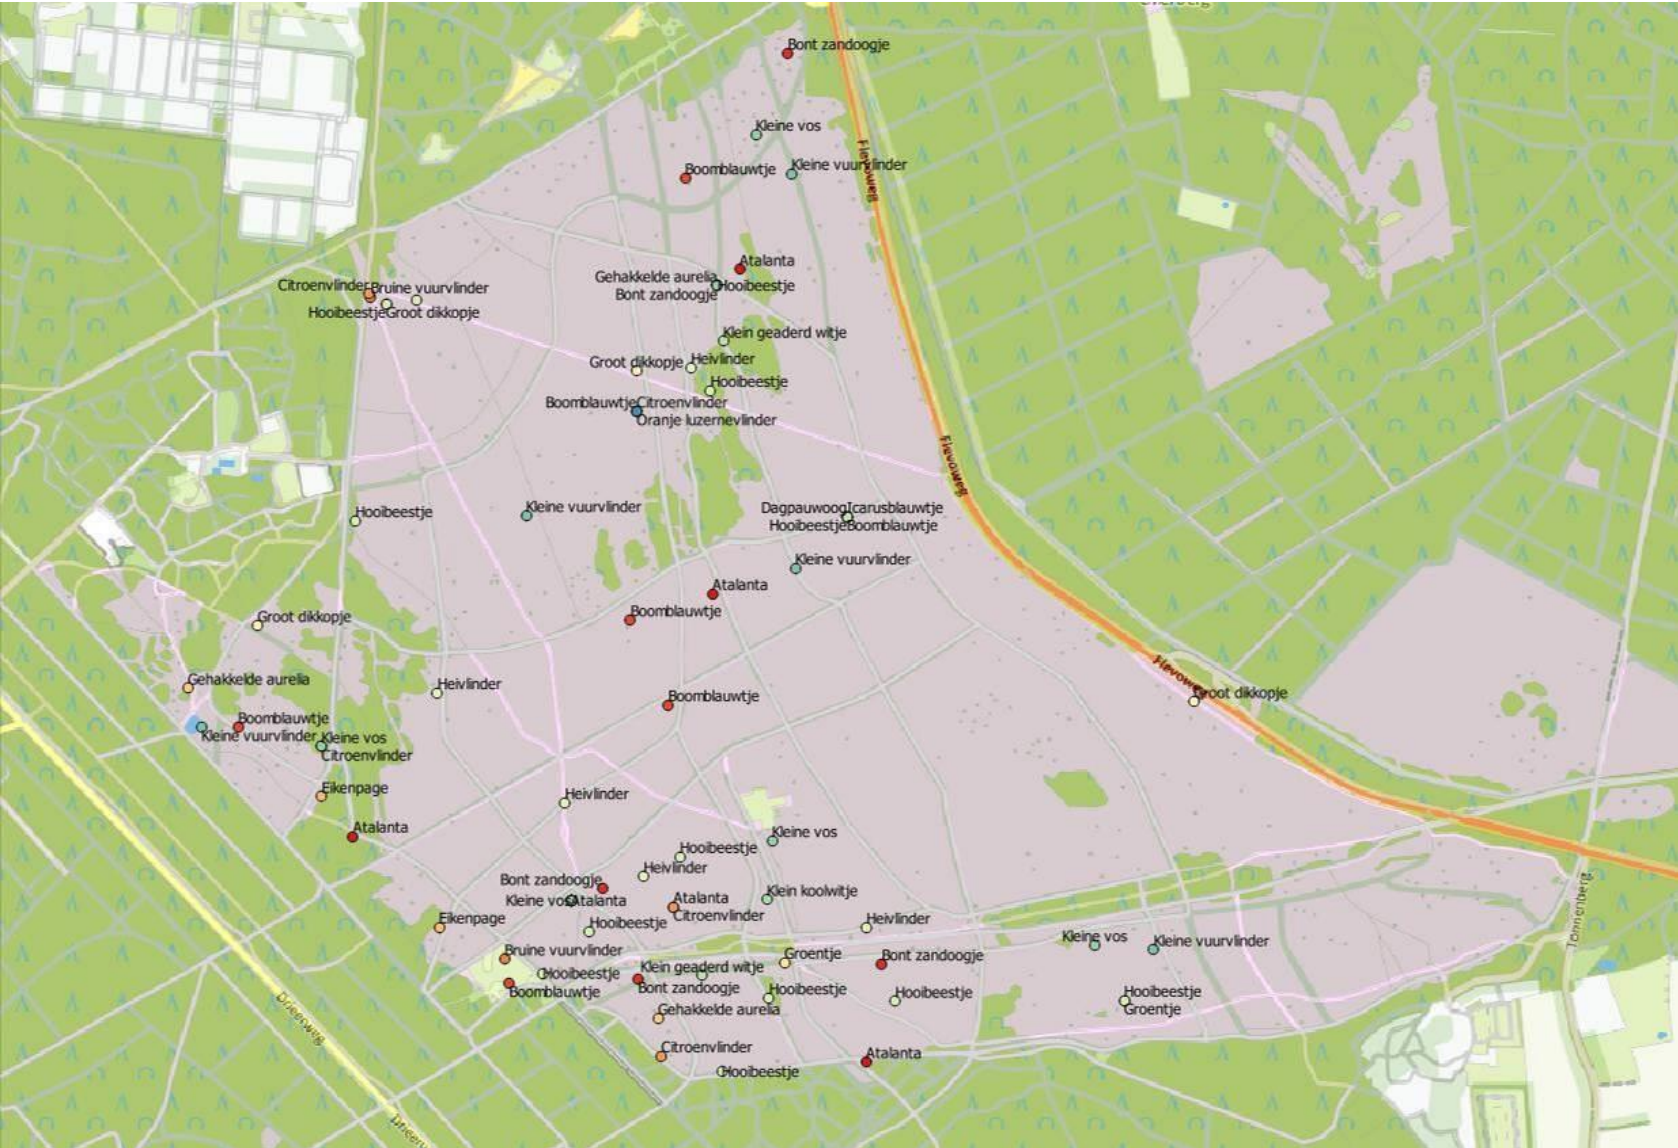 Bont zandoogje
Kleine vos
Boomblauwtje
Kleine vuurvlinder
Flevoweg
Atalanta
Gehakkelde aurelia
Hooibeestje
Bont zandoogje
Citroenvlinder
Bruine vuurvlinder
Hooibeestje
Groot dikkopje
Klein geaderd witje
Groot dikkopje
Heivlinder
Hooibeestje
Boomblauwtje
Citroenvlinder
Oranje luzernevlinder
Flevoweg
Hooibeestje
Kleine vuurvlinder
Dagpauwoog
Icarusblauwtje
Hooibeestje
Boomblauwtje
Kleine vuurvlinder
Atalanta
Boomblauwtje
Groot dikkopje
Flevoweg
Gehakkelde aurelia
Heivlinder
Boomblauwtje
Groot dikkopje
Boomblauwtje
Kleine vuurvlinder
Kleine vos
Citroenvlinder
Eikenpage
Heivlinder
Atalanta
Kleine vos
Hooibeestje
Heivlinder
Bont zandoogje
Kleine vos
Atalanta
Atalanta
Citroenvlinder
Klein koolwitje
Tonnenberg
Eikenpage
Hooibeestje
Heivlinder
Kleine vos
Kleine vuurvlinder
Bruine vuurvlinder
Groentje
Bont zandoogje
Hooibeestje
Klein geaderd witje
Bont zandoogje
Boomblauwtje
Hooibeestje
Hooibeestje
Hooibeestje
Groentje
Gehakkelde aurelia
Drieërweg
Citroenvlinder
Atalanta
Hooibeestje